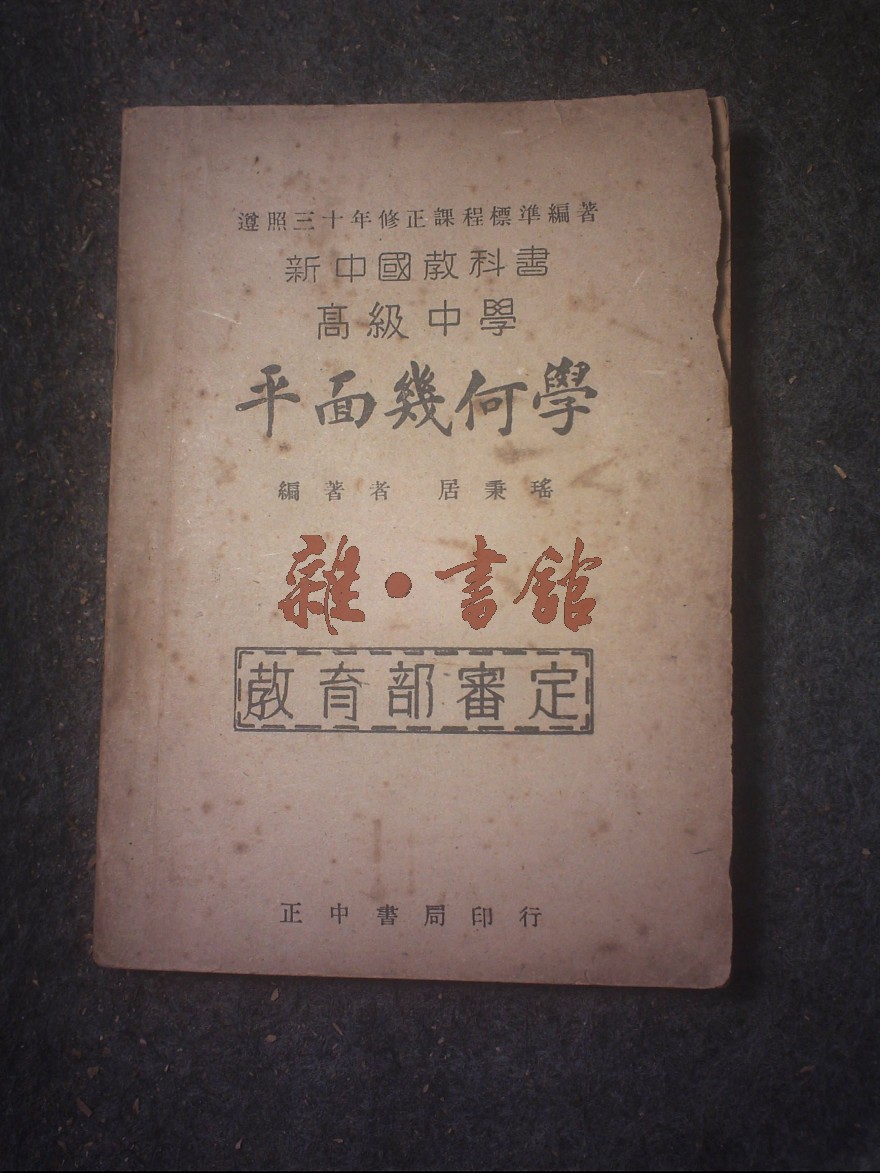 遵照三十年修正課程標準編著
新中國教科書
高級中學
平面幾何學
編著者 居秉瑤
雜·書館
教育部審定
正中書局印行